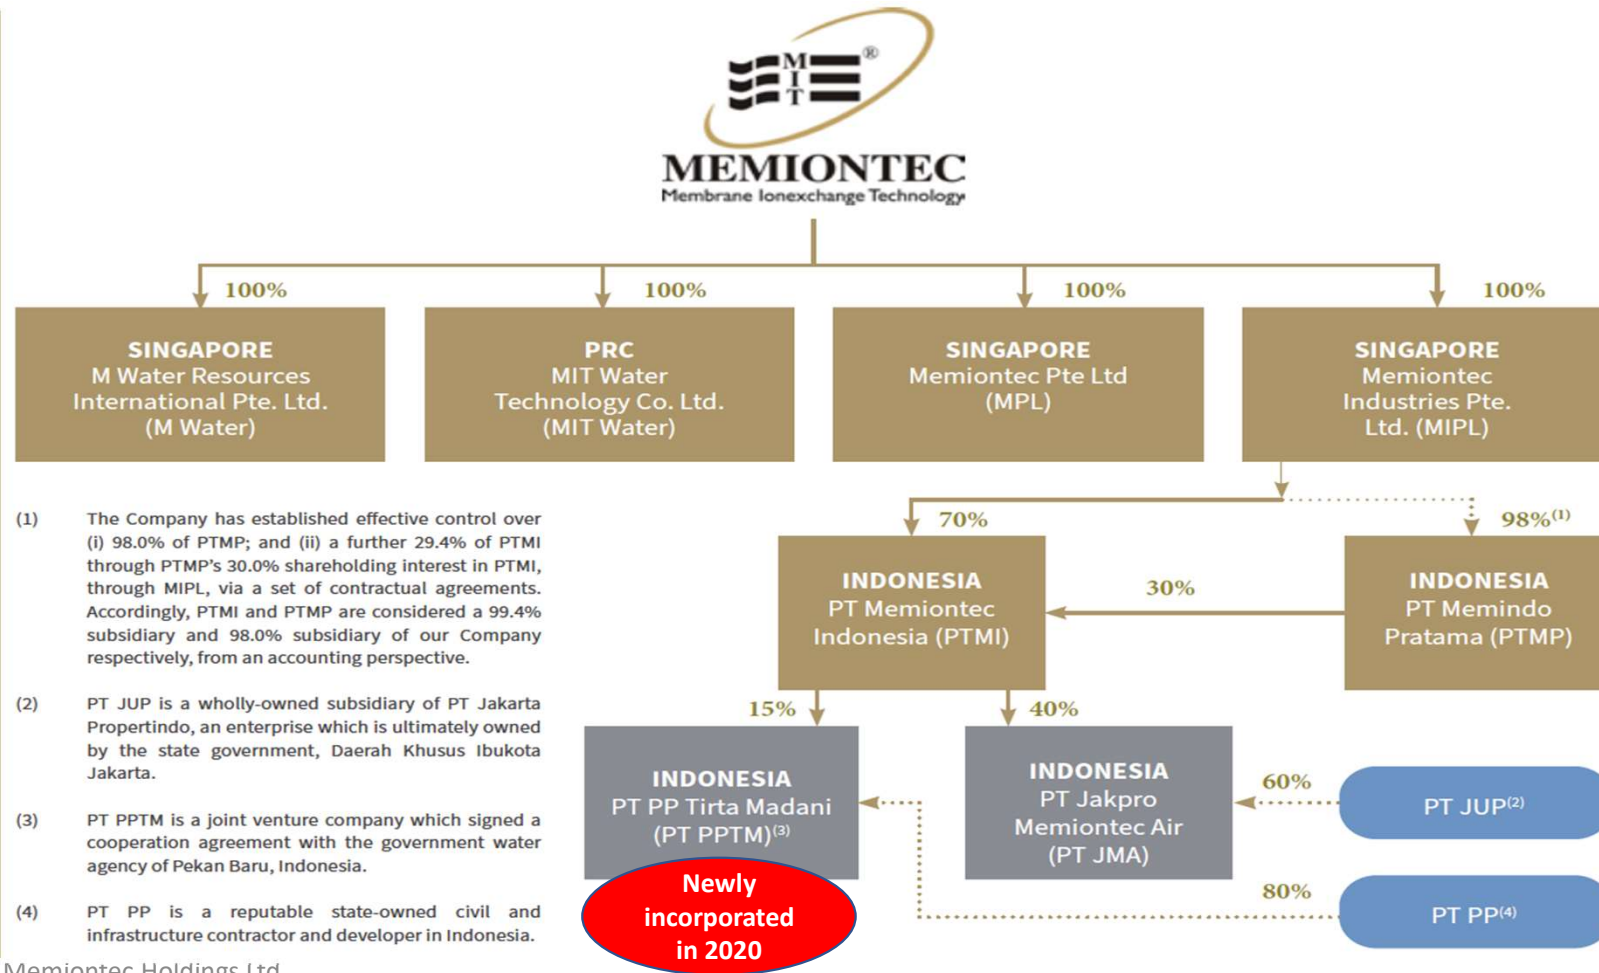 M
I
T
®
MEMIONTEC
Membrane Ionexchange Technology
100%
100%
100%
100%
SINGAPORE
M Water Resources
International Pte. Ltd.
(M Water)
PRC
MIT Water
Technology Co. Ltd.
(MIT Water)
SINGAPORE
Memiontec Pte Ltd
(MPL)
SINGAPORE
Memiontec
Industries Pte.
Ltd. (MIPL)
70%
98%(1)
INDONESIA
PT Memiontec
Indonesia (PTMI)
30%
INDONESIA
PT Memindo
Pratama (PTMP)
15%
40%
INDONESIA
PT PP Tirta Madani
(PT PPTM)(3)
INDONESIA
PT Jakpro
Memiontec Air
(PT JMA)
60%
PT JUP(2)
80%
PT PP(4)
Newly
incorporated
in 2020
(1) The Company has established effective control over
(i) 98.0% of PTMP; and (ii) a further 29.4% of PTMI
through PTMP's 30.0% shareholding interest in PTMI,
through MIPL, via a set of contractual agreements.
Accordingly, PTMI and PTMP are considered a 99.4%
subsidiary and 98.0% subsidiary of our Company
respectively, from an accounting perspective.
(2) PT JUP is a wholly-owned subsidiary of PT Jakarta
Propertindo, an enterprise which is ultimately owned
by the state government, Daerah Khusus Ibukota
Jakarta.
(3) PT PPTM is a joint venture company which signed a
cooperation agreement with the government water
agency of Pekan Baru, Indonesia.
(4) PT PP is a reputable state-owned civil and
infrastructure contractor and developer in Indonesia.
Memiontec Holdings Ltd